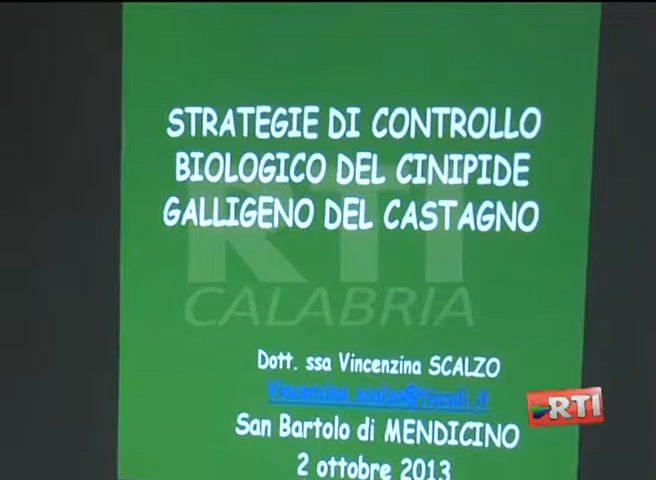 STRATEGIE DI CONTROLLO
BIOLOGICO DEL CINIPIDE
GALLIGENO DEL CASTAGNO
RTI
CALABRIA
Dott. ssa Vincenzina SCALZO
San Bartolo di MENDICINO
2 ottobre 2013
RTI